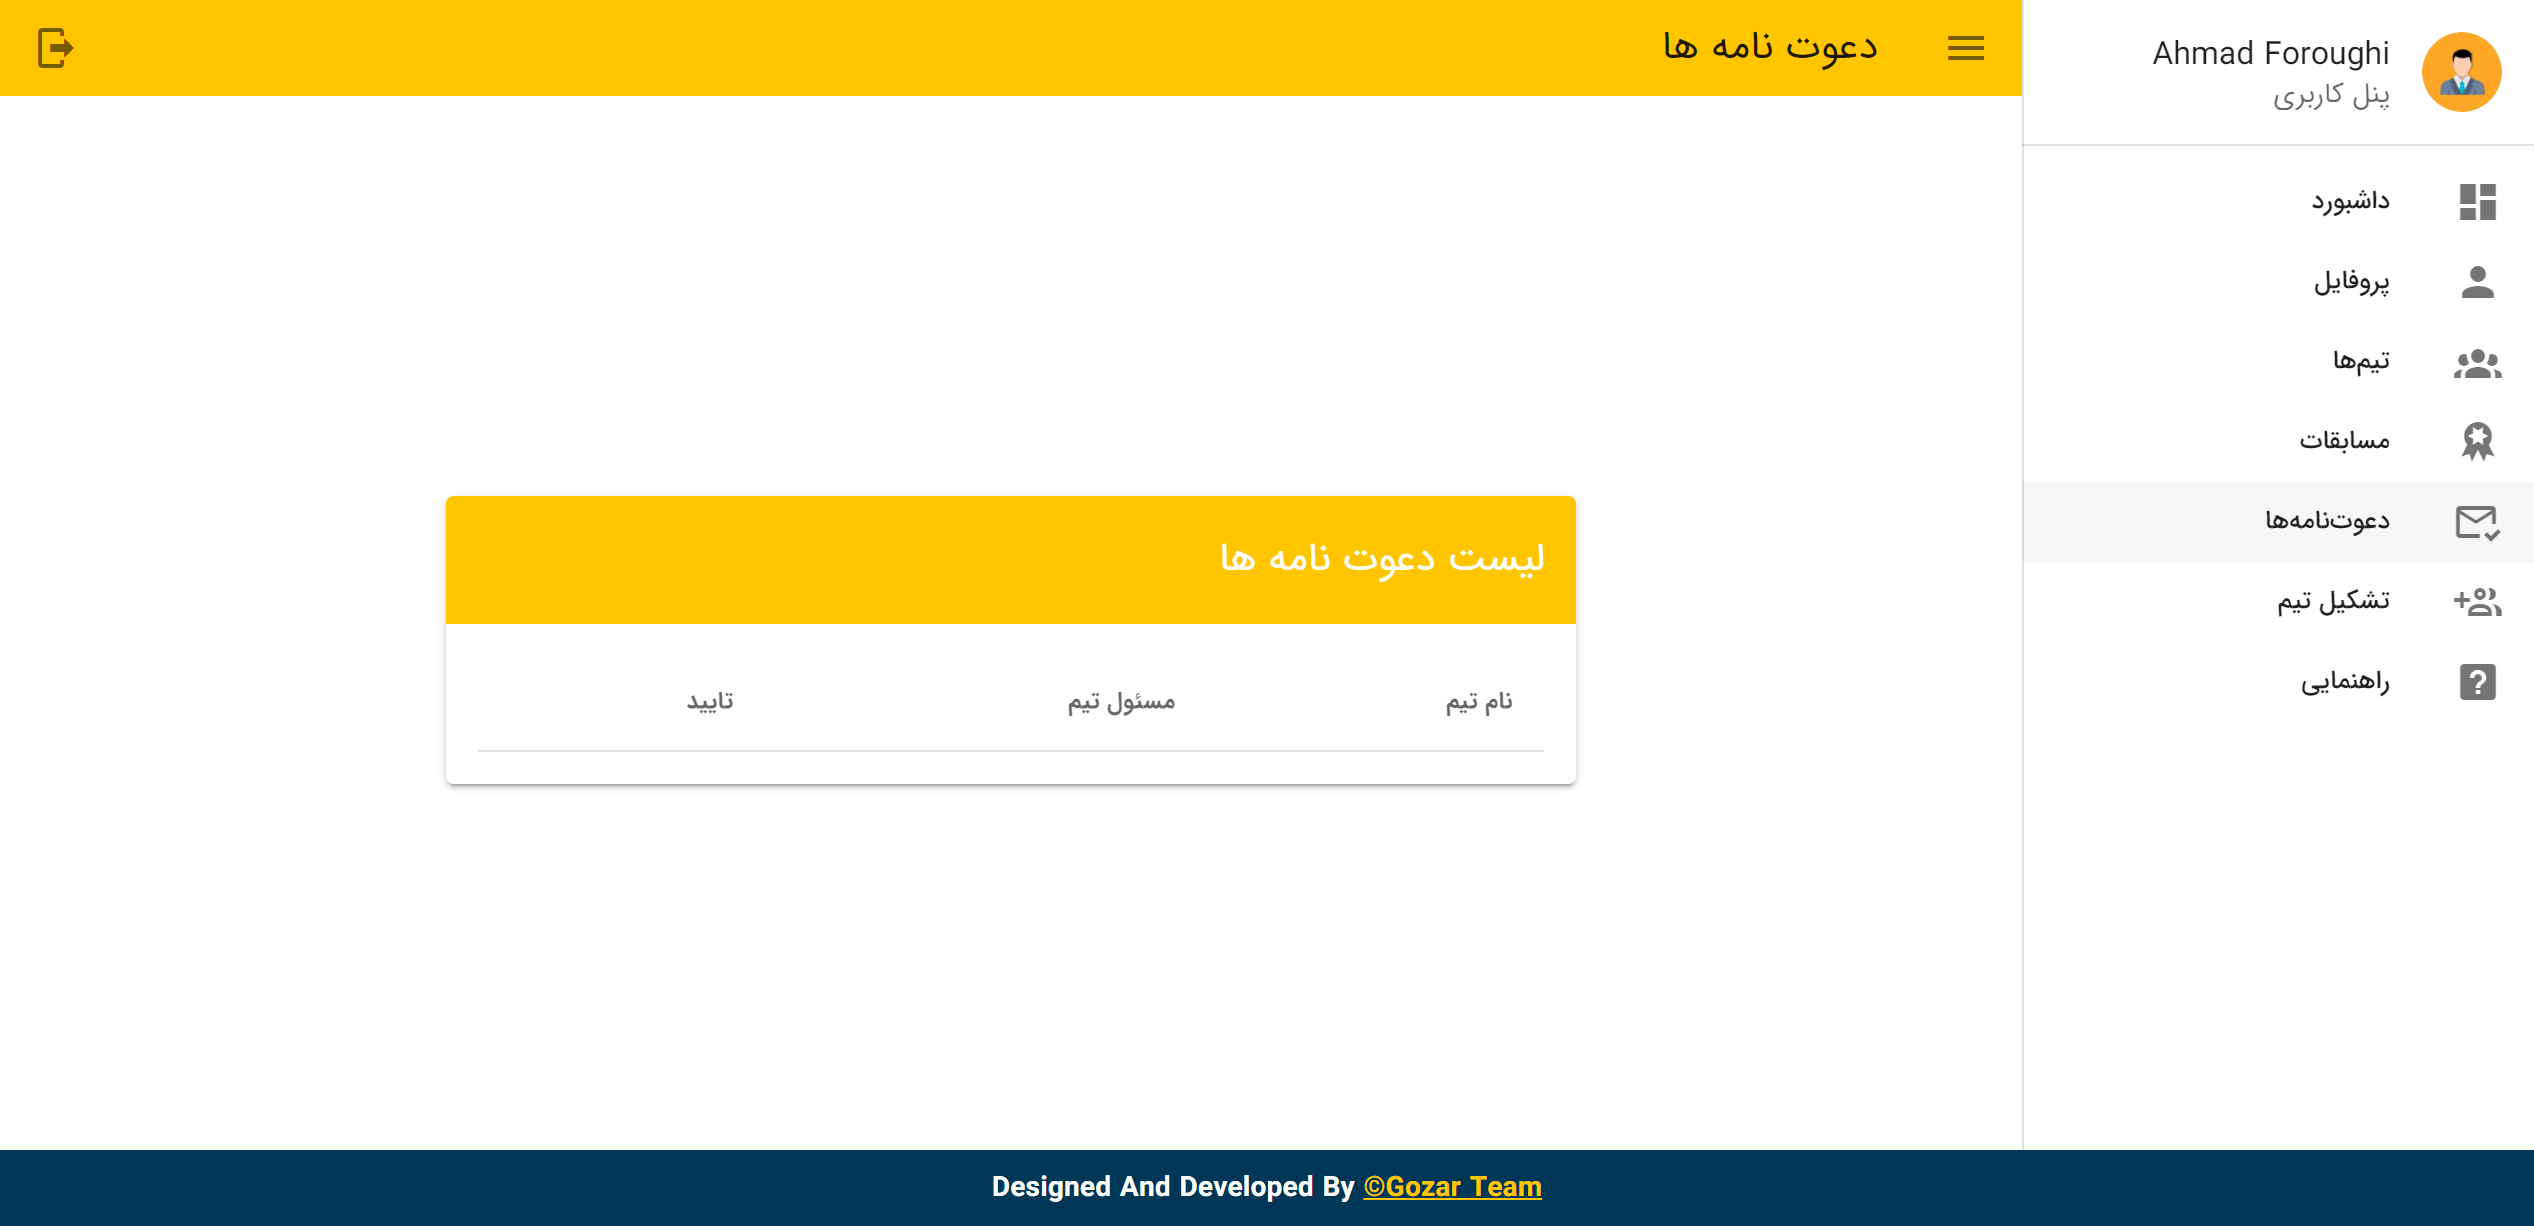 دعوت نامه ها
Ahmad Foroughi
پنل کاربری
داشبورد
پروفایل
تیم‌ها
مسابقات
دعوت‌نامه‌ها
تشکیل تیم
راهنمایی
لیست دعوت نامه ها
نام تیم مسئول تیم تایید
Designed And Developed By ©Gozar Team